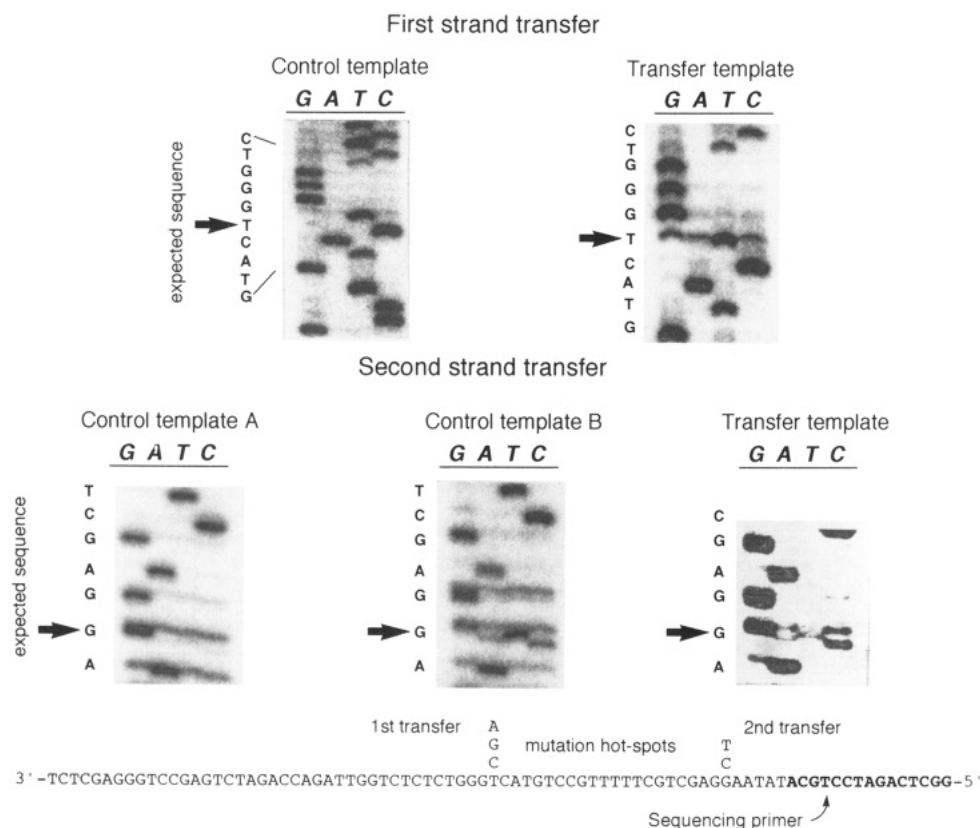 First strand transfer
Control template
Transfer template
G A T C
G A T C
expected sequence
C
T
G
G
G
T
C
A
T
G
C
T
G
G
G
T
C
A
T
G
Second strand transfer
Control template A
Control template B
Transfer template
G A T C
G A T C
G A T C
expected sequence
T
C
G
A
G
G
A
T
C
G
A
G
G
A
C
G
A
G
G
A
1st transfer
A
G
C
mutation hot-spots
T
C
2nd transfer
3'-TCTCGAGGGTCCGAGTCTAGACCAGATTGGTCTCTCTGGGTCATGTCCGTTTTTCGTCGAGGAATATACGTCCTAGACTCGG-5'
Sequencing primer